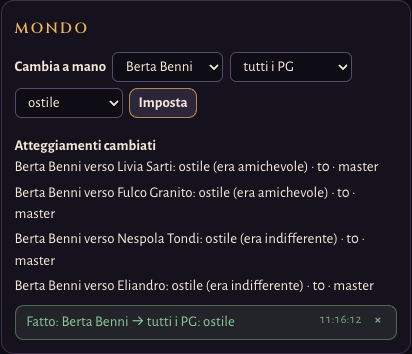 MONDO
Cambia a mano Berta Benni tutti i PG
ostile Imposta
Atteggiamenti cambiati
Berta Benni verso Livia Sarti: ostile (era amichevole) · t0 · master
Berta Benni verso Fulco Granito: ostile (era amichevole) · t0 ·
master
Berta Benni verso Nespola Tondi: ostile (era indifferente) · t0 ·
master
Berta Benni verso Eliandro: ostile (era indifferente) · t0 · master
Fatto: Berta Benni → tutti i PG: ostile 11:16:12 ×